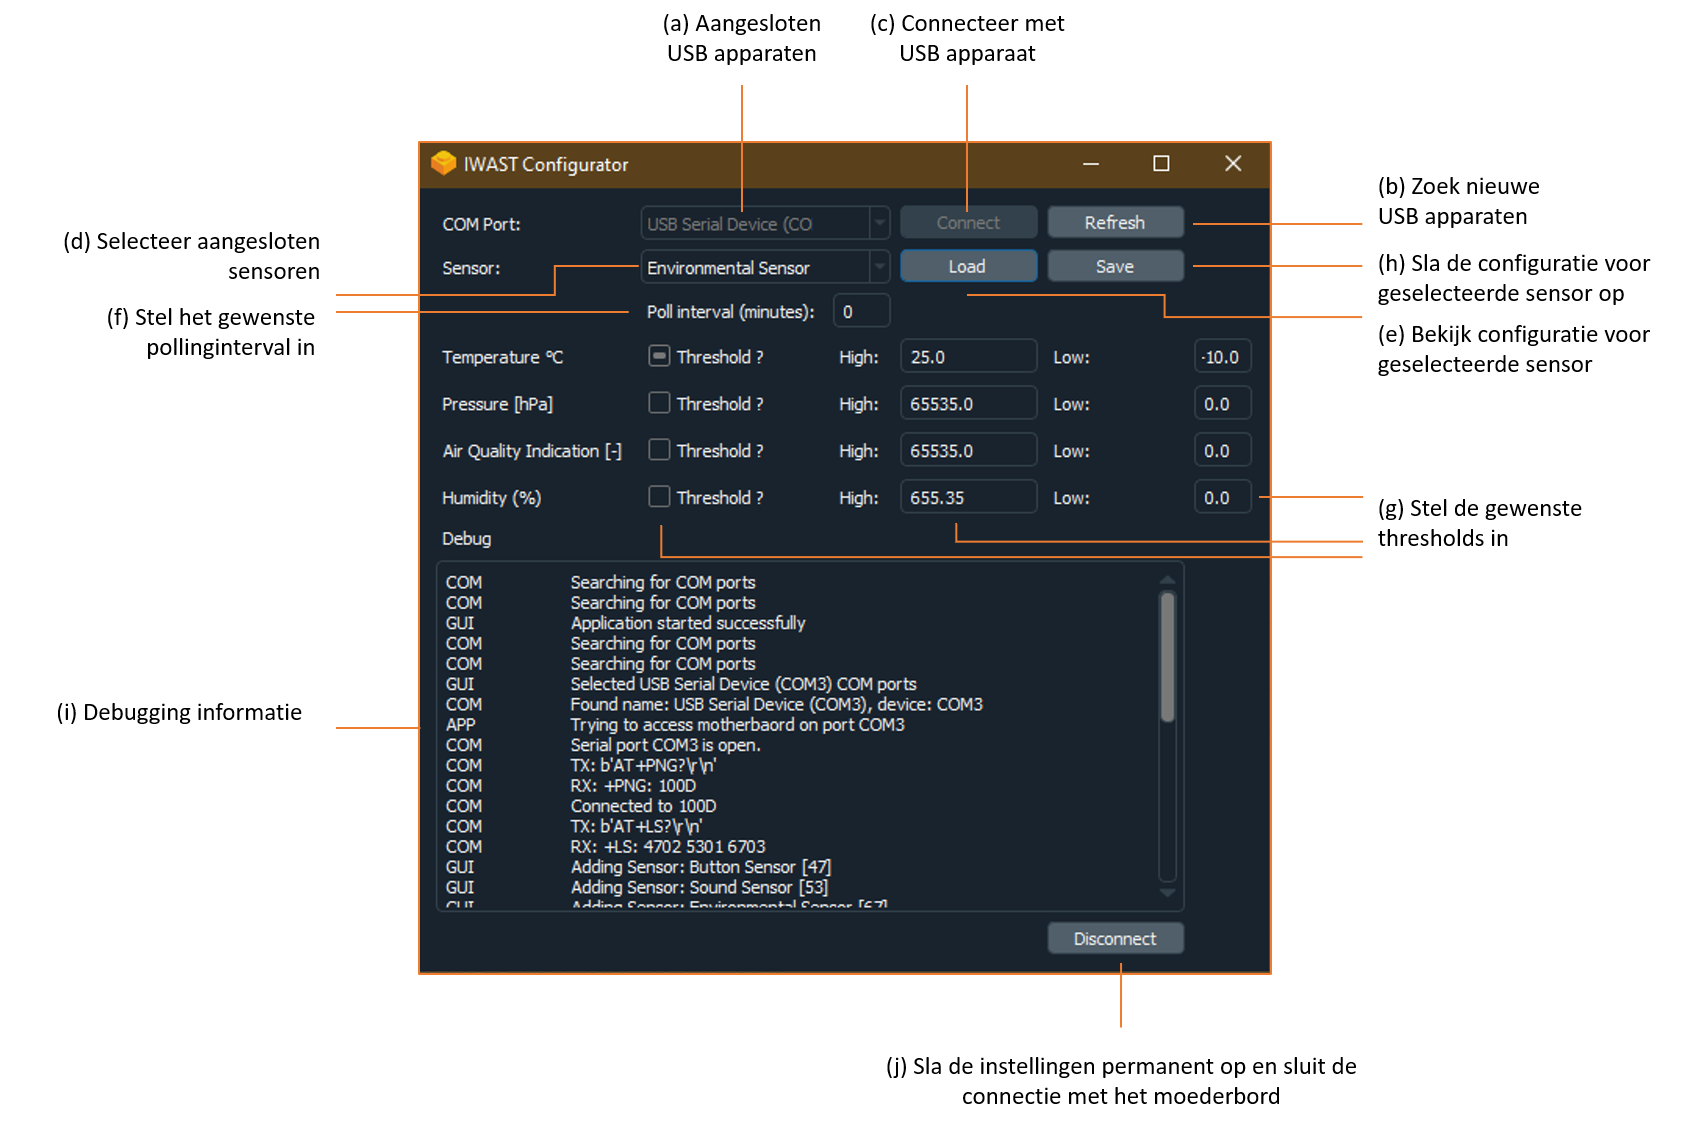 (a) Aangesloten
USB apparaten
(c) Connecteer met
USB apparaat
IWAST Configurator
(b) Zoek nieuwe
USB apparaten
COM Port:
USB Serial Device (CO
Connect
Refresh
(d) Selecteer aangesloten
sensoren
Sensor:
Environmental Sensor
Load
Save
(h) Sla de configuratie voor
geselecteerde sensor op
(f) Stel het gewenste
pollinginterval in
Poll interval (minutes):
0
(e) Bekijk configuratie voor
geselecteerde sensor
Temperature °C
Threshold ?
High:
25.0
Low:
-10.0
Pressure [hPa]
Threshold ?
High:
65535.0
Low:
0.0
Air Quality Indication [-]
Threshold ?
High:
65535.0
Low:
0.0
Humidity (%)
Threshold ?
High:
655.35
Low:
0.0
(g) Stel de gewenste
thresholds in
Debug
COM Searching for COM ports
COM Searching for COM ports
GUI Application started successfully
COM Searching for COM ports
COM Searching for COM ports
GUI Selected USB Serial Device (COM3) COM ports
COM Found name: USB Serial Device (COM3), device: COM3
APP Trying to access motherbaord on port COM3
COM Serial port COM3 is open.
COM TX: b'AT+PNG?\r\n'
COM RX: +PNG: 100D
COM Connected to 100D
COM TX: b'AT+LS?\r\n'
COM RX: +LS: 4702 5301 6703
GUI Adding Sensor: Button Sensor [47]
GUI Adding Sensor: Sound Sensor [53]
GUI Adding Sensor: Environmental Sensor [67]
(i) Debugging informatie
Disconnect
(j) Sla de instellingen permanent op en sluit de
connectie met het moederbord